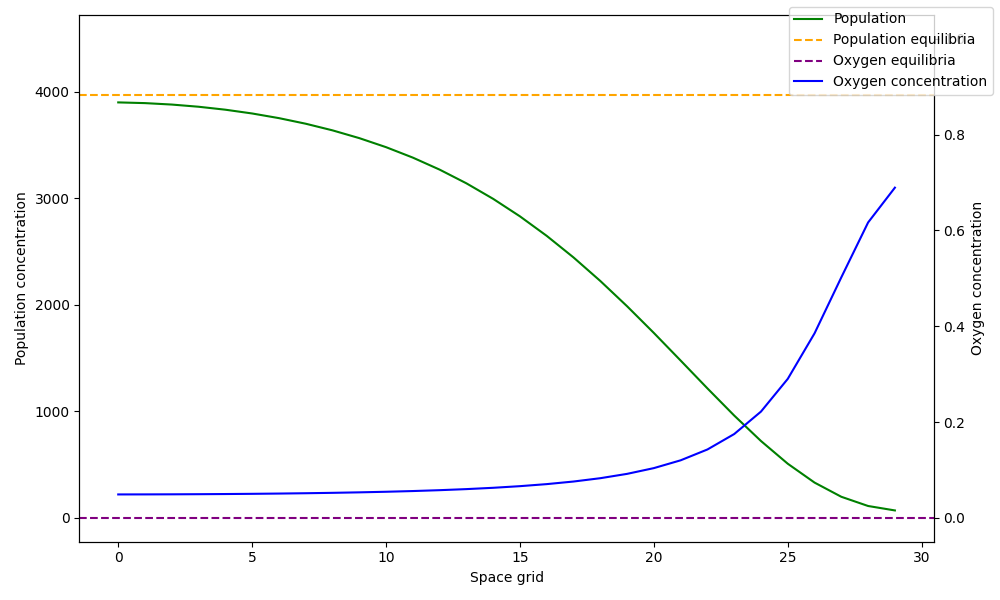 Population
Population equilibria
Oxygen equilibria
Oxygen concentration
Population concentration
4000
3000
2000
1000
0
0.8
0.6
0.4
0.2
0.0
Oxygen concentration
0
5
10
15
20
25
30
Space grid